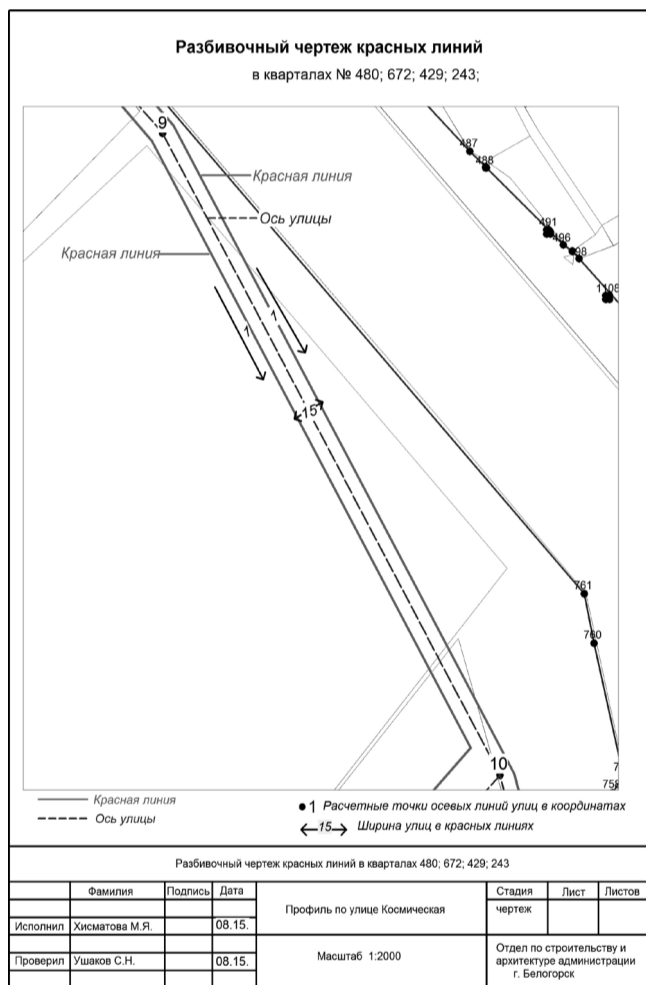 Разбивочный чертеж красных линий
в кварталах № 480; 672; 429; 243;
9
487
488
Красная линия
Ось улицы
491
496
Красная линия
1108
1
1
15
761
760
10
Красная линия
Ось улицы
1 Расчетные точки осевых линий улиц в координатах
15 Ширина улиц в красных линиях
Разбивочный чертеж красных линий в кварталах 480; 672; 429; 243
Фамилия Подпись Дата
Стадия Лист Листов
Профиль по улице Космическая
чертеж
Исполнил Хисматова М.Я. 08.15.
Масштаб 1:2000
Проверил Ушаков С.Н. 08.15.
Отдел по строительству и
архитектуре администрации
г. Белогорск